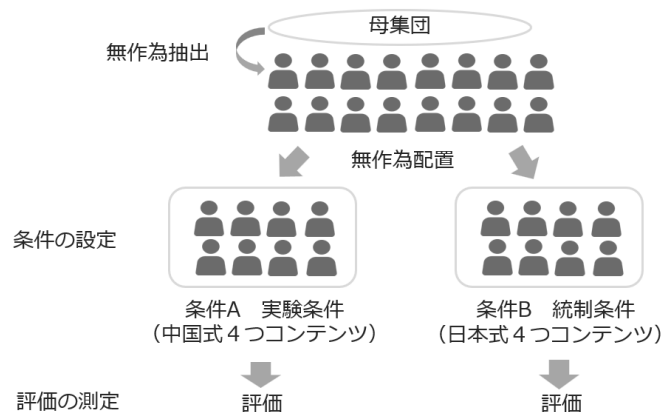 母集団
無作為抽出
無作為配置
条件の設定
条件A　実験条件
（中国式４つコンテンツ）
条件B　統制条件
（日本式４つコンテンツ）
評価の測定
評価
評価